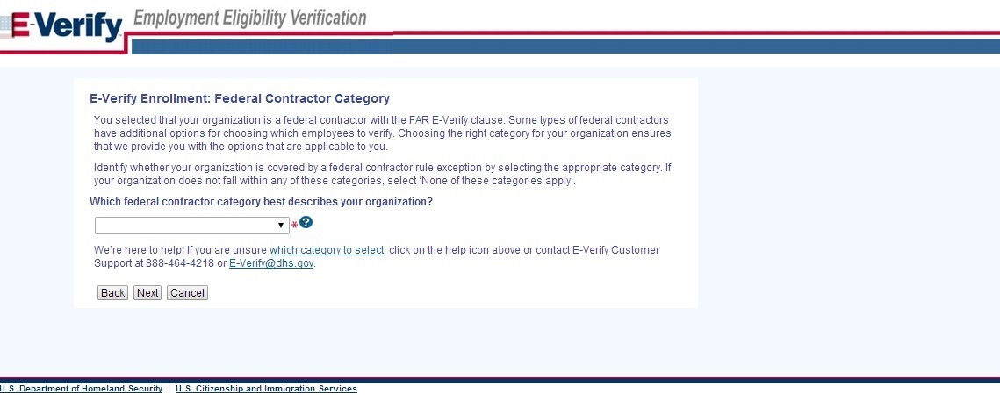 E-Verify Employment Eligibility Verification
E-Verify Enrollment: Federal Contractor Category
You selected that your organization is a federal contractor with the FAR E-Verify clause. Some types of federal contractors
have additional options for choosing which employees to verify. Choosing the right category for your organization ensures
that we provide you with the options that are applicable to you.
Identify whether your organization is covered by a federal contractor rule exception by selecting the appropriate category. If
your organization does not fall within any of these categories, select ‘None of these categories apply’.
Which federal contractor category best describes your organization?
* ?
We’re here to help! If you are unsure which category to select, click on the help icon above or contact E-Verify Customer
Support at 888-464-4218 or E-Verify@dhs.gov.
Back Next Cancel
U.S. Department of Homeland Security | U.S. Citizenship and Immigration Services